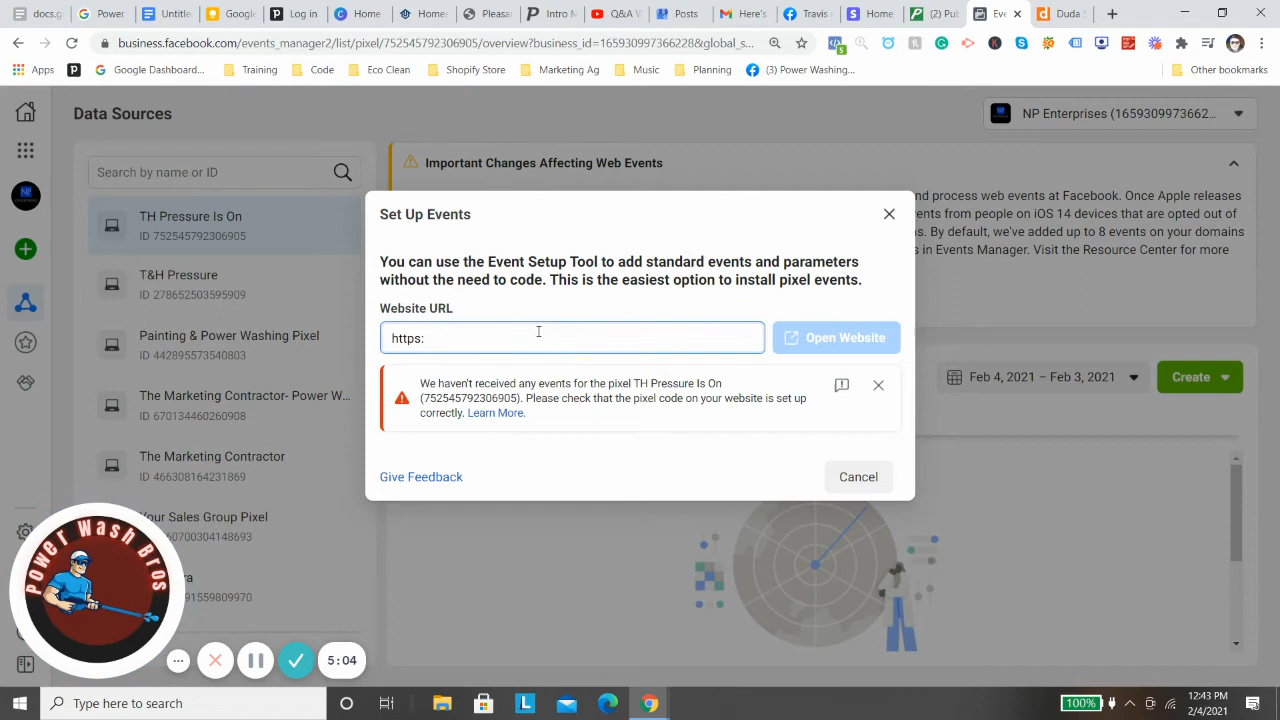 docs.g
Untitle
Google
Log in
Home
Home
Pleasan
Intro M
Q&A W
Posts
Here's
Travis r
Home
(2) Pu
Eve
Duda S
business.facebook.com/events_manager2/list/pixel/752545792306905/overview?business_id=1659309973662288&global_s...
5
Apps
Google Dashboard...
Training
Code
Eco Clean
Shopify Store
Marketing Ag
Music
Planning
(3) Power Washing...
Other bookmarks
Data Sources
NP Enterprises (1659309973662...
Search by name or ID
TH Pressure Is On
ID 752545792306905
T&H Pressure
ID 278652503595909
Painting & Power Washing Pixel
ID 442895573540803
The Marketing Contractor- Power W...
ID 670134460260908
The Marketing Contractor
ID 466308164231869
Your Sales Group Pixel
60700304148693
ra
91559809970
Important Changes Affecting Web Events
nd process web events at Facebook. Once Apple releases
ents from people on iOS 14 devices that are opted out of
s. By default, we've added up to 8 events on your domains
s in Events Manager. Visit the Resource Center for more
Set Up Events
You can use the Event Setup Tool to add standard events and parameters
without the need to code. This is the easiest option to install pixel events.
Website URL
https:
Open Website
We haven't received any events for the pixel TH Pressure Is On
(752545792306905). Please check that the pixel code on your website is set up
correctly. Learn More.
Give Feedback
Cancel
Feb 4, 2021 – Feb 3, 2021
Create
Power Wash Bros
5:04
Type here to search
100%
12:43 PM
2/4/2021